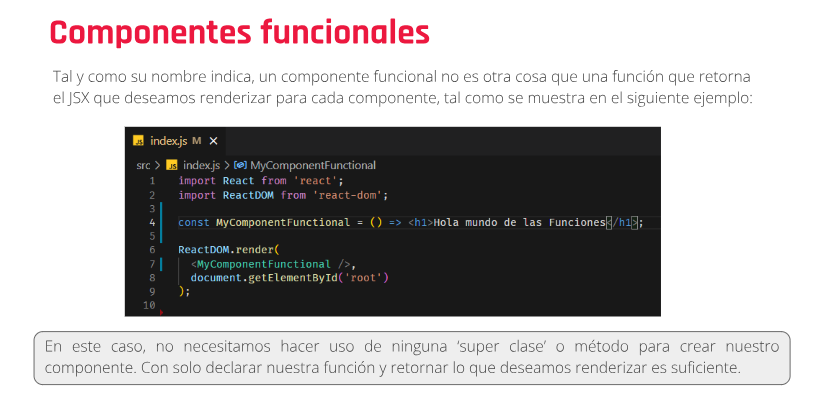 Componentes funcionales
Tal y como su nombre indica, un componente funcional no es otra cosa que una función que retorna
el JSX que deseamos renderizar para cada componente, tal como se muestra en el siguiente ejemplo:
JS index.js M X
src > JS index.js > MyComponentFunctional
1 import React from 'react';
2 import ReactDOM from 'react-dom';
3
4 const MyComponentFunctional = () => <h1>Hola mundo de las Funciones</h1>;
5
6 ReactDOM.render(
7 <MyComponentFunctional />,
8 document.getElementById('root')
9 );
10
En este caso, no necesitamos hacer uso de ninguna ‘super clase’ o método para crear nuestro
componente. Con solo declarar nuestra función y retornar lo que deseamos renderizar es suficiente.